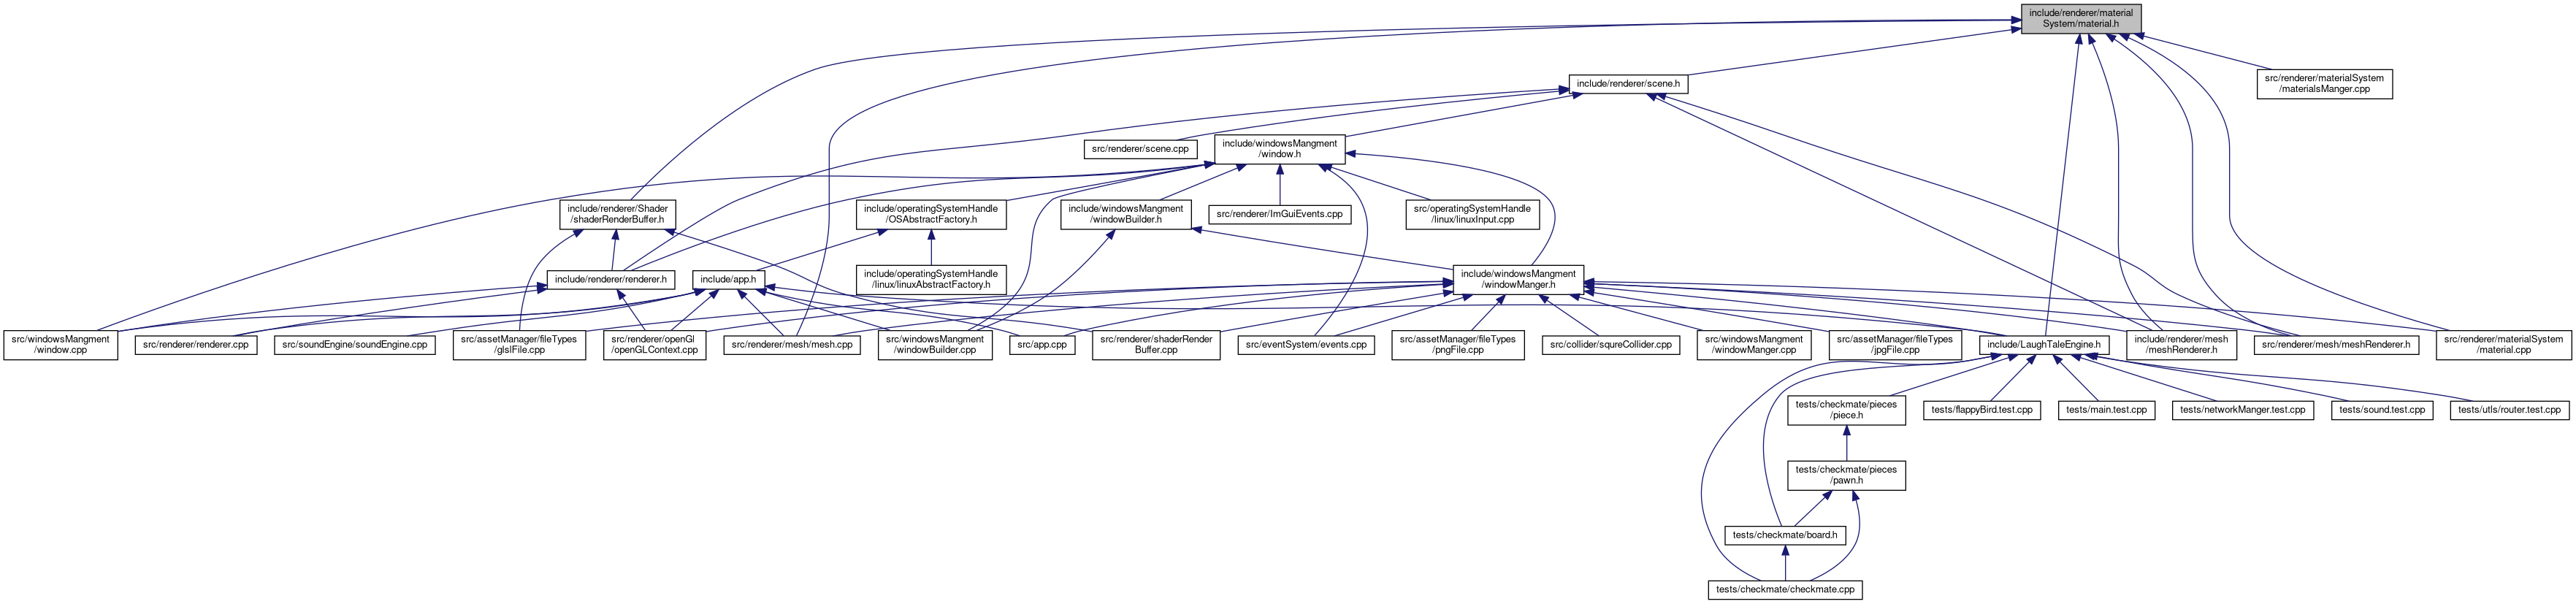 include/renderer/material
System/material.h
include/renderer/scene.h
src/renderer/materialSystem
/materialsManger.cpp
src/renderer/scene.cpp
include/windowsMangment
/window.h
include/renderer/Shader
/shaderRenderBuffer.h
include/operatingSystemHandle
/OSAbstractFactory.h
include/windowsMangment
/windowBuilder.h
src/renderer/ImGuiEvents.cpp
src/operatingSystemHandle
/linux/linuxInput.cpp
include/renderer/renderer.h
include/app.h
include/operatingSystemHandle
/linux/linuxAbstractFactory.h
include/windowsMangment
/windowManger.h
src/windowsMangment
/window.cpp
src/renderer/renderer.cpp
src/soundEngine/soundEngine.cpp
src/assetManager/fileTypes
/glslFile.cpp
src/renderer/openGl
/openGLContext.cpp
src/renderer/mesh/mesh.cpp
src/windowsMangment
/windowBuilder.cpp
src/app.cpp
src/renderer/shaderRender
Buffer.cpp
src/eventSystem/events.cpp
src/assetManager/fileTypes
/pngFile.cpp
src/collider/squreCollider.cpp
src/windowsMangment
/windowManger.cpp
src/assetManager/fileTypes
/jpgFile.cpp
include/LaughTaleEngine.h
include/renderer/mesh
/meshRenderer.h
src/renderer/mesh/meshRenderer.h
src/renderer/materialSystem
/material.cpp
tests/checkmate/pieces
/piece.h
tests/flappyBird.test.cpp
tests/main.test.cpp
tests/networkManger.test.cpp
tests/sound.test.cpp
tests/utls/router.test.cpp
tests/checkmate/pieces
/pawn.h
tests/checkmate/board.h
tests/checkmate/checkmate.cpp